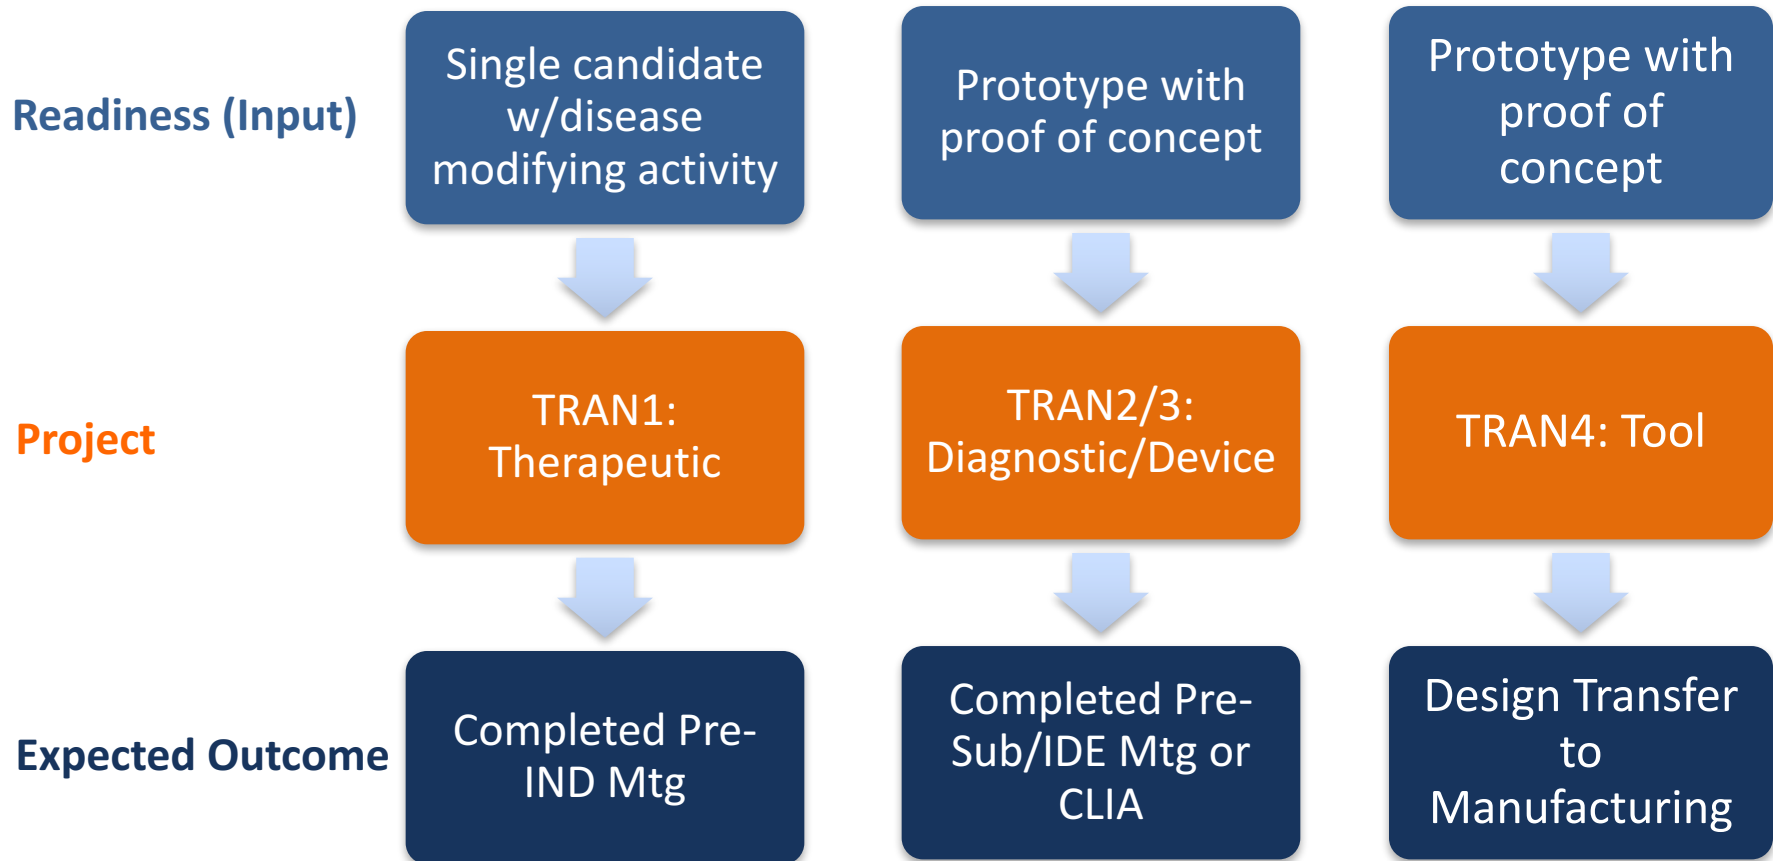 Readiness (Input)
Single candidate
w/disease
modifying activity
Prototype with
proof of concept
Prototype with
proof of
concept
Project
TRAN1:
Therapeutic
TRAN2/3:
Diagnostic/Device
TRAN4: Tool
Expected Outcome
Completed Pre-
IND Mtg
Completed Pre-
Sub/IDE Mtg or
CLIA
Design Transfer
to
Manufacturing